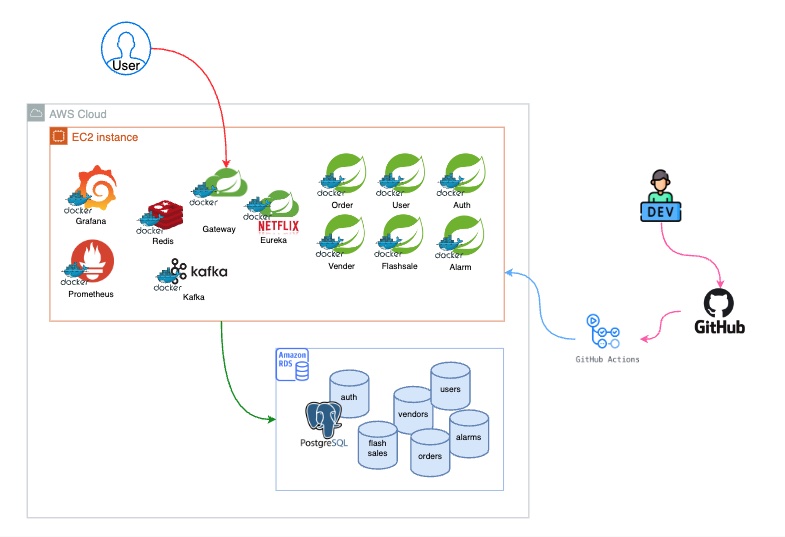 User
AWS Cloud
EC2 instance
docker
Grafana
docker
Redis
docker
Gateway
docker
NETFLIX
Eureka
docker
Order
docker
User
docker
Auth
docker
Vender
docker
Flashsale
docker
Alarm
docker
Prometheus
docker
kafka
Kafka
DEV
GitHub
GitHub Actions
Amazon
RDS
PostgreSQL
auth
vendors
users
flash
sales
orders
alarms